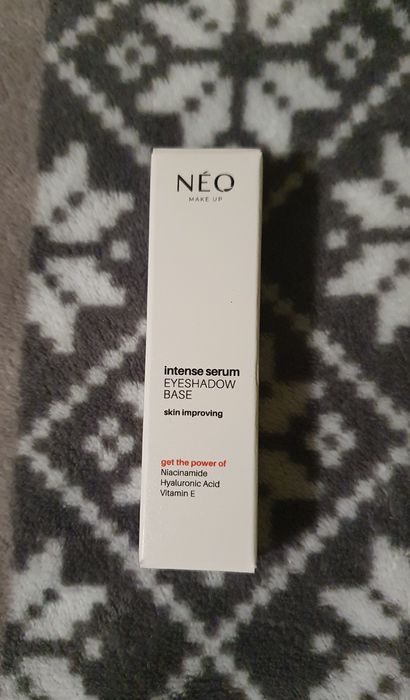 NÉO
MAKE UP
intense serum
EYESHADOW
BASE
skin improving
get the power of
Niacinamide
Hyaluronic Acid
Vitamin E